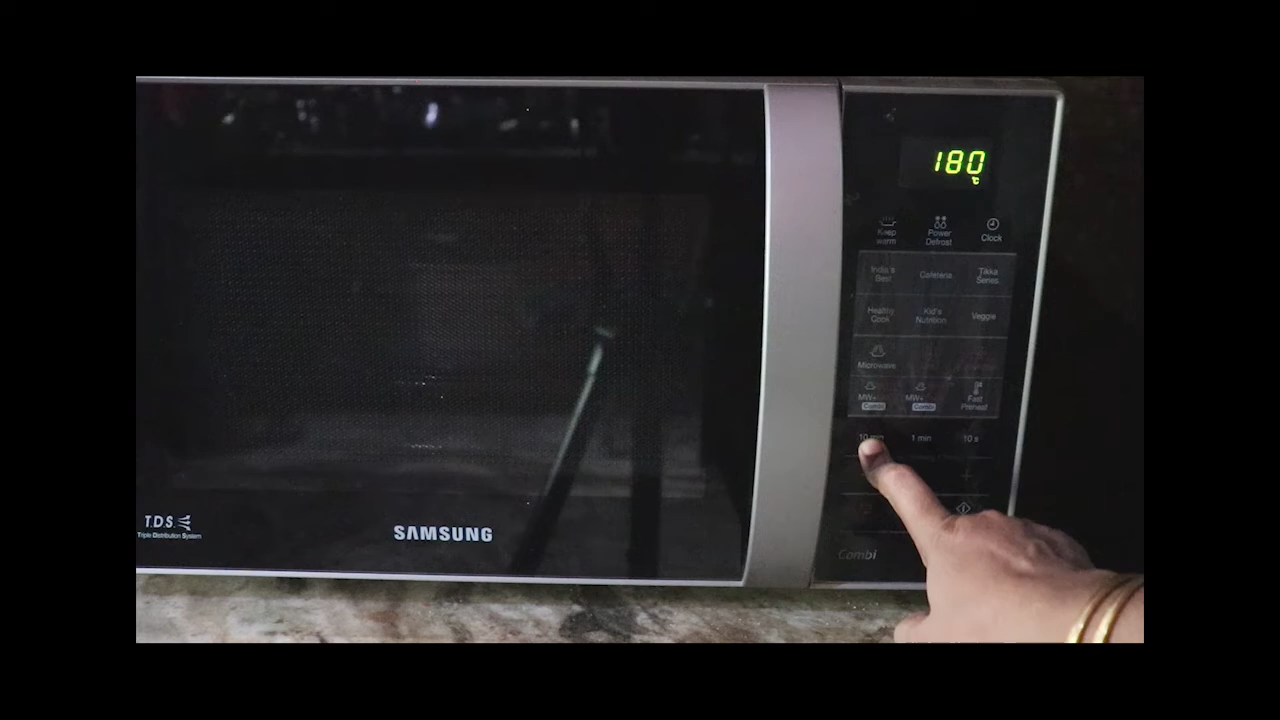 180
°C
Keep
warm
Power
Defrost
Clock
India's
Best
Cafeteria
Tikka
Series
Healthy
Cook
Kid's
Nutrition
Veggie
Microwave
MW+
Combi
MW+
Combi
Fast
Preheat
10
1 min
10 s
T.D.S.
Triple Distribution System
SAMSUNG
Combi